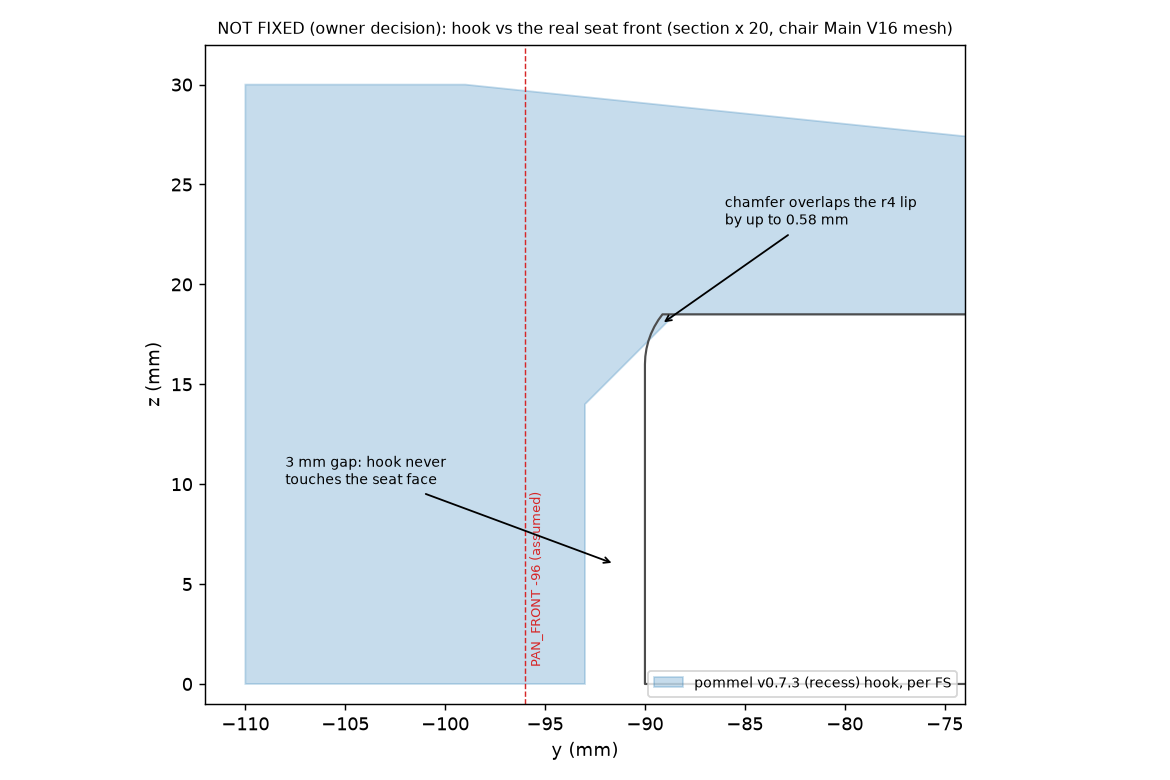 NOT FIXED (owner decision): hook vs the real seat front (section x 20, chair Main V16 mesh)
30
25
20
15
10
5
0
z (mm)
chamfer overlaps the r4 lip
by up to 0.58 mm
3 mm gap: hook never
touches the seat face
PAN_FRONT -96 (assumed)
pommel v0.7.3 (recess) hook, per FS
−110
−105
−100
−95
−90
−85
−80
−75
y (mm)